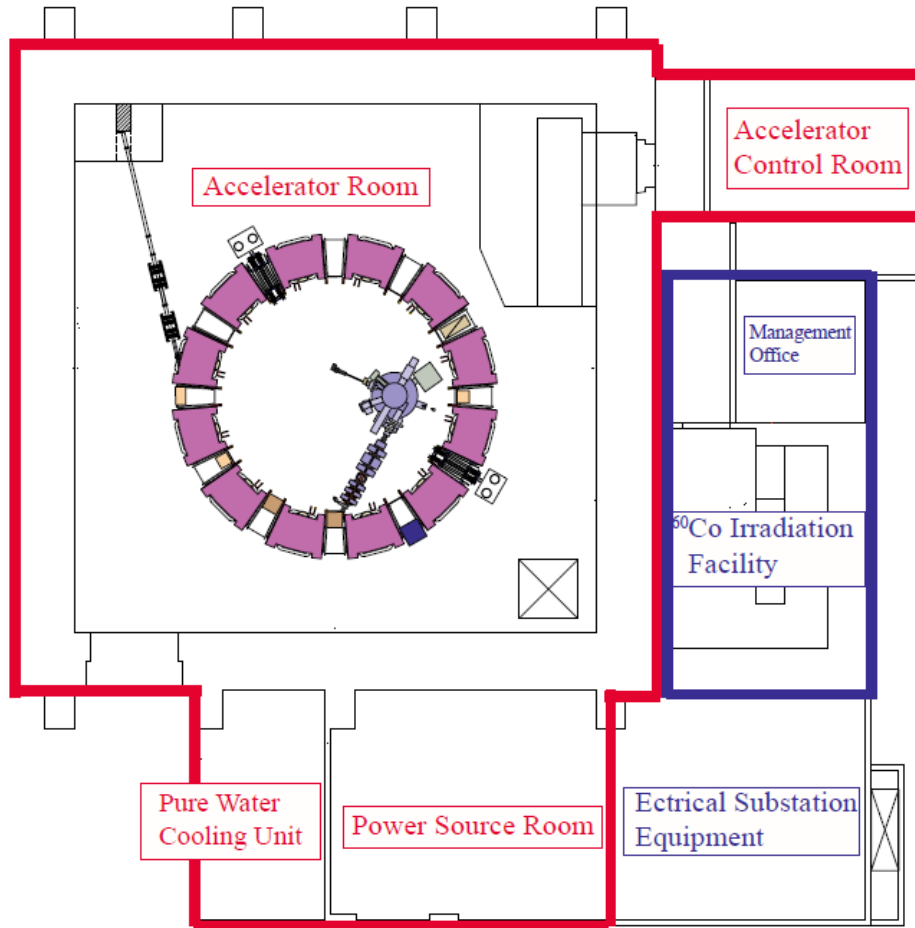 Accelerator
Control Room
Accelerator Room
Management
Office
60Co Irradiation
Facility
Pure Water
Cooling Unit
Power Source Room
Ectrical Substation
Equipment